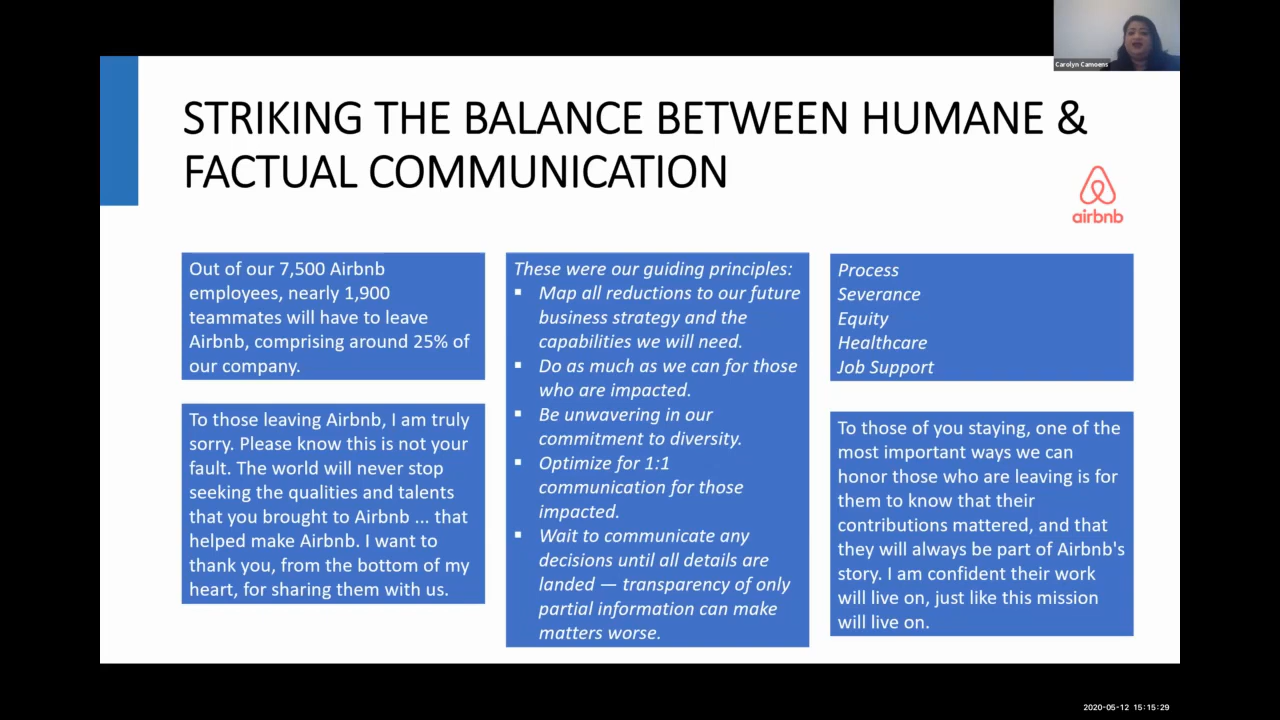 Carolyn Camoens
STRIKING THE BALANCE BETWEEN HUMANE &
FACTUAL COMMUNICATION
airbnb
Out of our 7,500 Airbnb
employees, nearly 1,900
teammates will have to leave
Airbnb, comprising around 25% of
our company.
To those leaving Airbnb, I am truly
sorry. Please know this is not your
fault. The world will never stop
seeking the qualities and talents
that you brought to Airbnb ... that
helped make Airbnb. I want to
thank you, from the bottom of my
heart, for sharing them with us.
These were our guiding principles:
▪ Map all reductions to our future
business strategy and the
capabilities we will need.
▪ Do as much as we can for those
who are impacted.
▪ Be unwavering in our
commitment to diversity.
▪ Optimize for 1:1
communication for those
impacted.
▪ Wait to communicate any
decisions until all details are
landed — transparency of only
partial information can make
matters worse.
Process
Severance
Equity
Healthcare
Job Support
To those of you staying, one of the
most important ways we can
honor those who are leaving is for
them to know that their
contributions mattered, and that
they will always be part of Airbnb's
story. I am confident their work
will live on, just like this mission
will live on.
2020-05-12 15:15:29